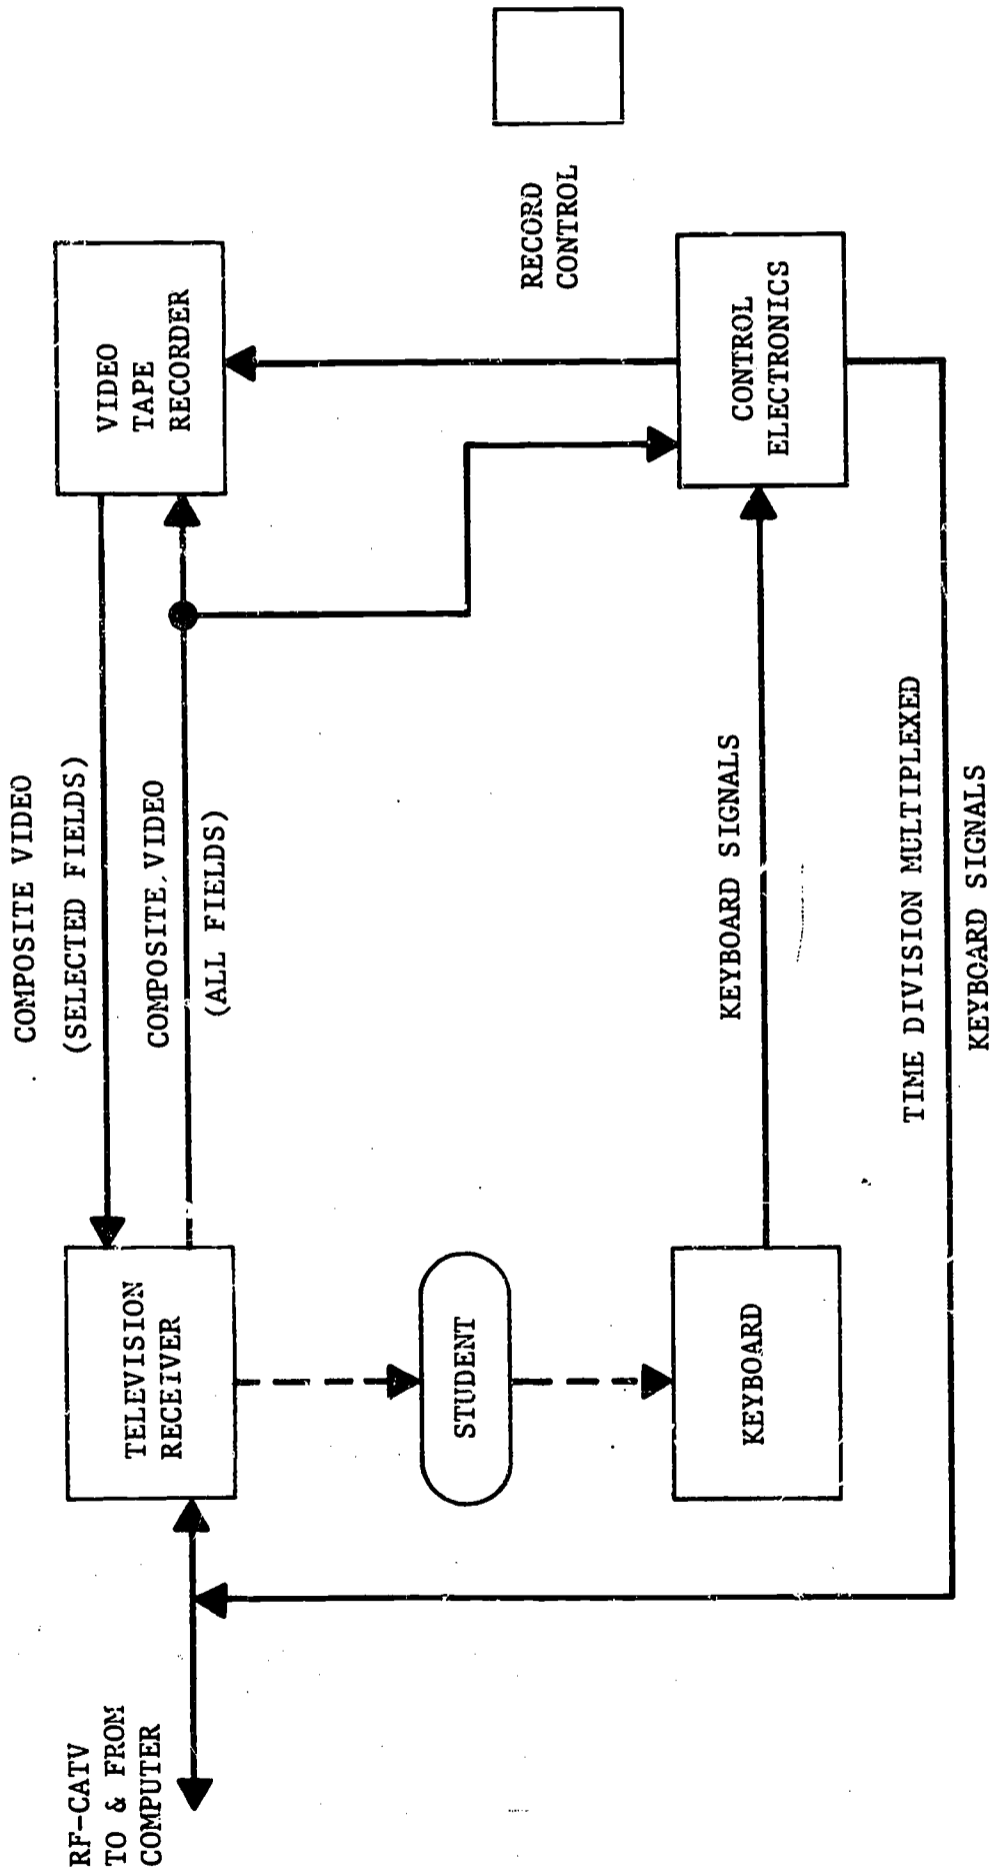 RF-CATV
TO & FROM
COMPUTER
TELEVISION
RECEIVER
COMPOSITE VIDEO
(SELECTED FIELDS)
COMPOSITE VIDEO
(ALL FIELDS)
VIDEO
TAPE
RECORDER
STUDENT
RECORD
CONTROL
KEYBOARD
KEYBOARD SIGNALS
CONTROL
ELECTRONICS
TIME DIVISION MULTIPLEXED
KEYBOARD SIGNALS